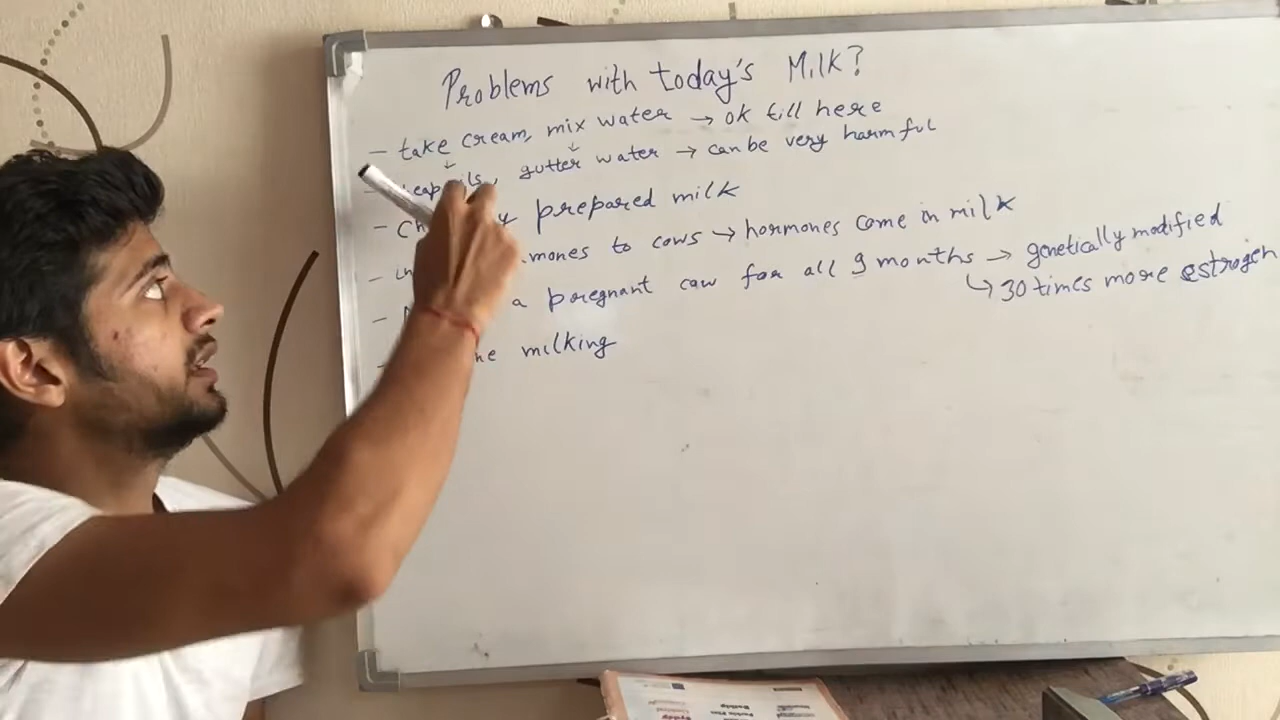 Problems with today's Milk?
- take cream, mix water → ok till here
↓ ↓
- gutter water → can be very harmful
- prepared milk
- to cows → hormones come in milk
- a pregnant cow for all 9 months → genetically modified
↳ 30 times more estrogen
- milking